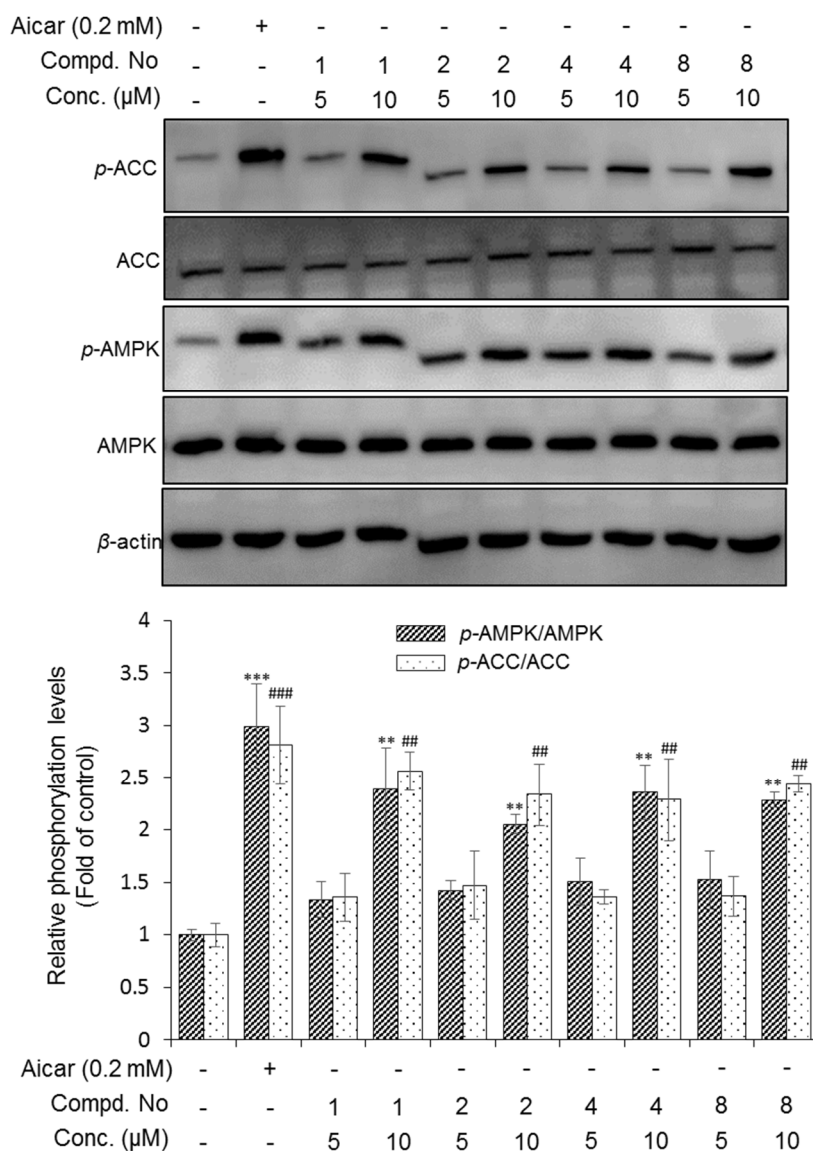 Aicar (0.2 mM) - + - - - - - - - -
Compd. No - - 1 1 2 2 4 4 8 8
Conc. (μM) - - 5 10 5 10 5 10 5 10
p-ACC
ACC
p-AMPK
AMPK
β-actin
Relative phosphorylation levels
(Fold of control)
4
3.5
3
2.5
2
1.5
1
0.5
0
p-AMPK/AMPK
p-ACC/ACC
*** ###
** ##
** ##
** ##
** ##
Aicar (0.2 mM) - + - - - - - - - -
Compd. No - - 1 1 2 2 4 4 8 8
Conc. (μM) - - 5 10 5 10 5 10 5 10